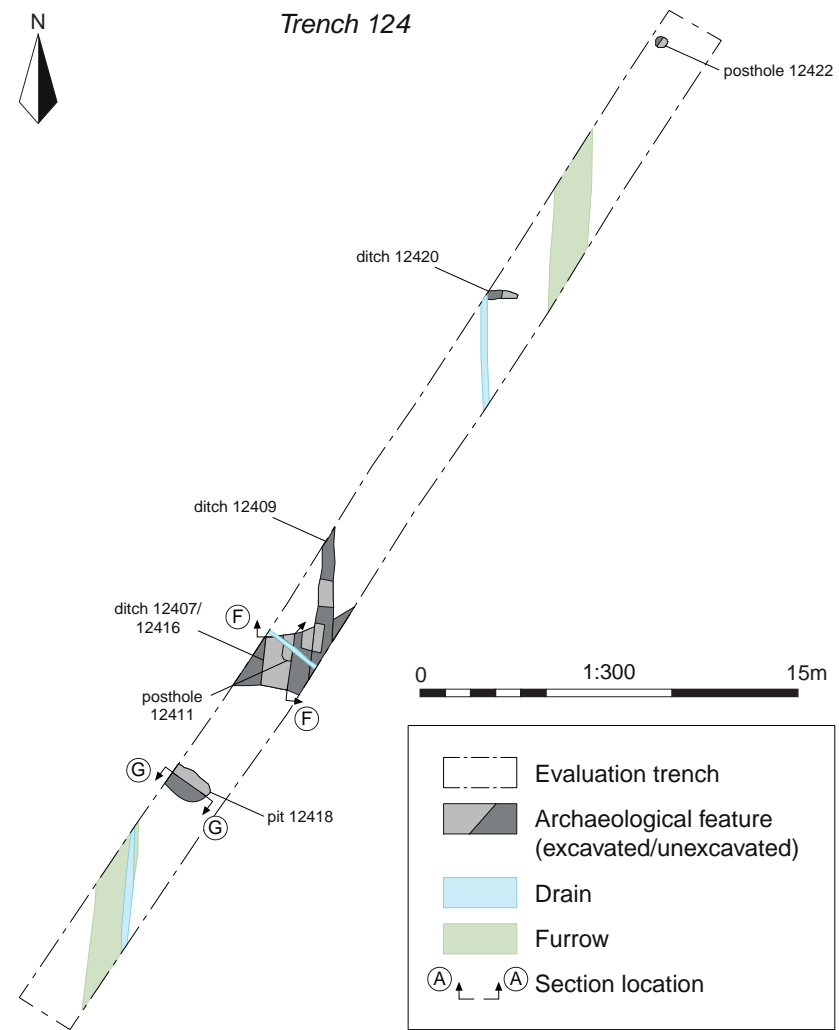 Trench 124
N
posthole 12422
ditch 12420
ditch 12409
ditch 12407/
12416
F
posthole
12411
F
0 1:300 15m
G
G
pit 12418
Evaluation trench
Archaeological feature
(excavated/unexcavated)
Drain
Furrow
A A Section location